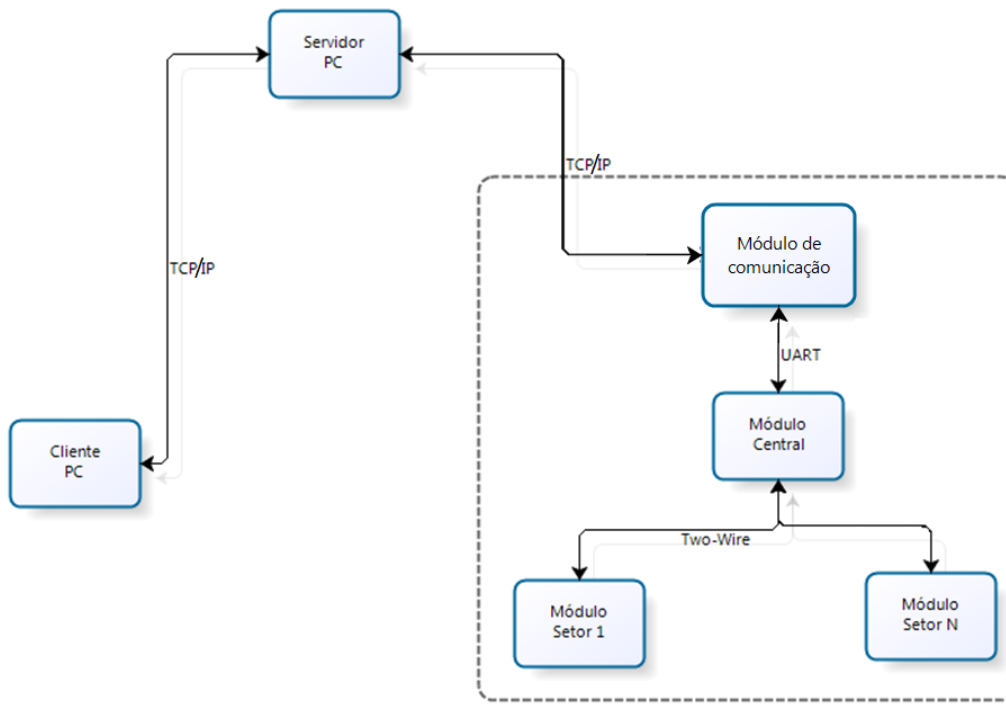 Servidor
PC
TCP/IP
Módulo de
comunicação
TCP/IP
UART
Módulo
Central
Cliente
PC
Two-Wire
Módulo
Setor 1
Módulo
Setor N